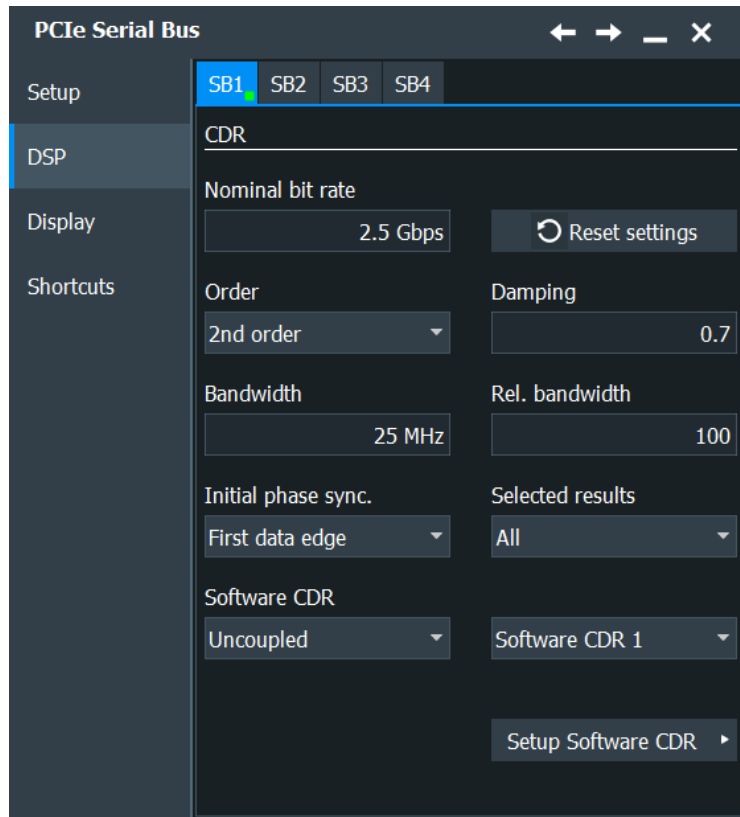 PCIe Serial Bus
Setup
DSP
Display
Shortcuts
SB1 SB2 SB3 SB4
CDR
Nominal bit rate
2.5 Gbps Reset settings
Order Damping
2nd order 0.7
Bandwidth Rel. bandwidth
25 MHz 100
Initial phase sync. Selected results
First data edge All
Software CDR
Uncoupled Software CDR 1
Setup Software CDR